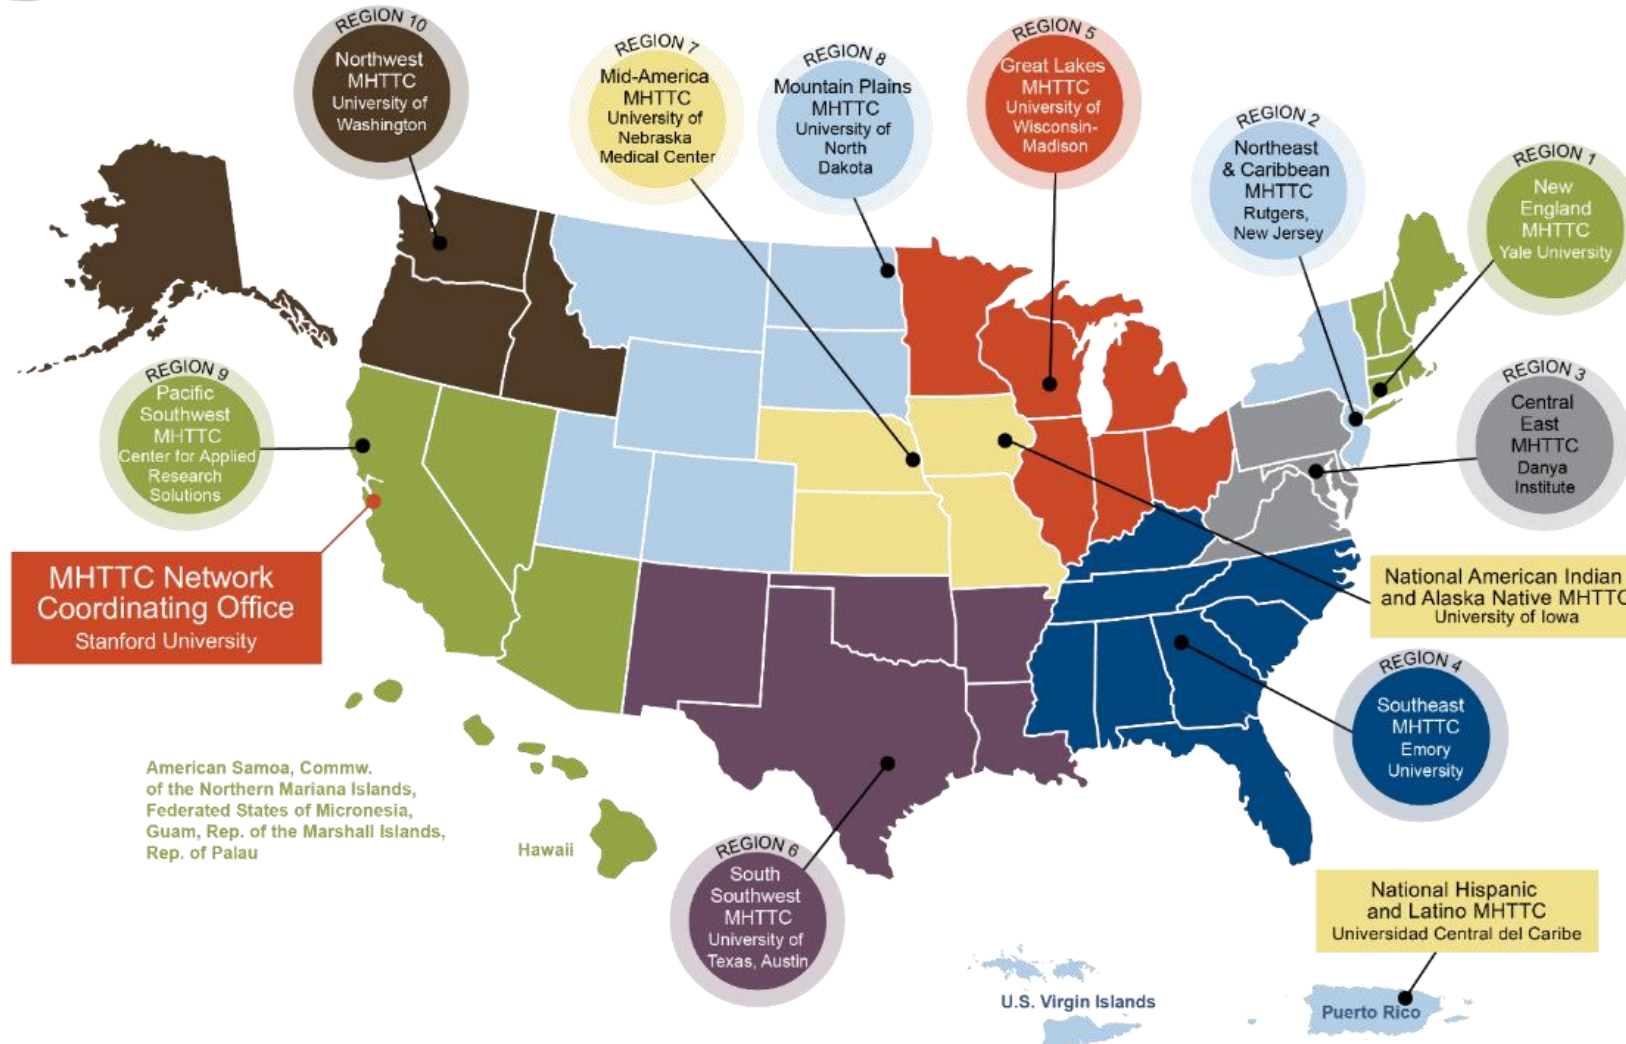 REGION 10
Northwest
MHTTC
University of
Washington
REGION 7
Mid-America
MHTTC
University of
Nebraska
Medical Center
REGION 8
Mountain Plains
MHTTC
University of
North
Dakota
REGION 5
Great Lakes
MHTTC
University of
Wisconsin-
Madison
REGION 2
Northeast
& Caribbean
MHTTC
Rutgers,
New Jersey
REGION 1
New
England
MHTTC
Yale University
REGION 9
Pacific
Southwest
MHTTC
Center for Applied
Research
Solutions
REGION 3
Central
East
MHTTC
Danya
Institute
MHTTC Network
Coordinating Office
Stanford University
National American Indian
and Alaska Native MHTTC
University of Iowa
REGION 4
Southeast
MHTTC
Emory
University
American Samoa, Commw.
of the Northern Mariana Islands,
Federated States of Micronesia,
Guam, Rep. of the Marshall Islands,
Rep. of Palau
Hawaii
REGION 6
South
Southwest
MHTTC
University of
Texas, Austin
National Hispanic
and Latino MHTTC
Universidad Central del Caribe
U.S. Virgin Islands
Puerto Rico